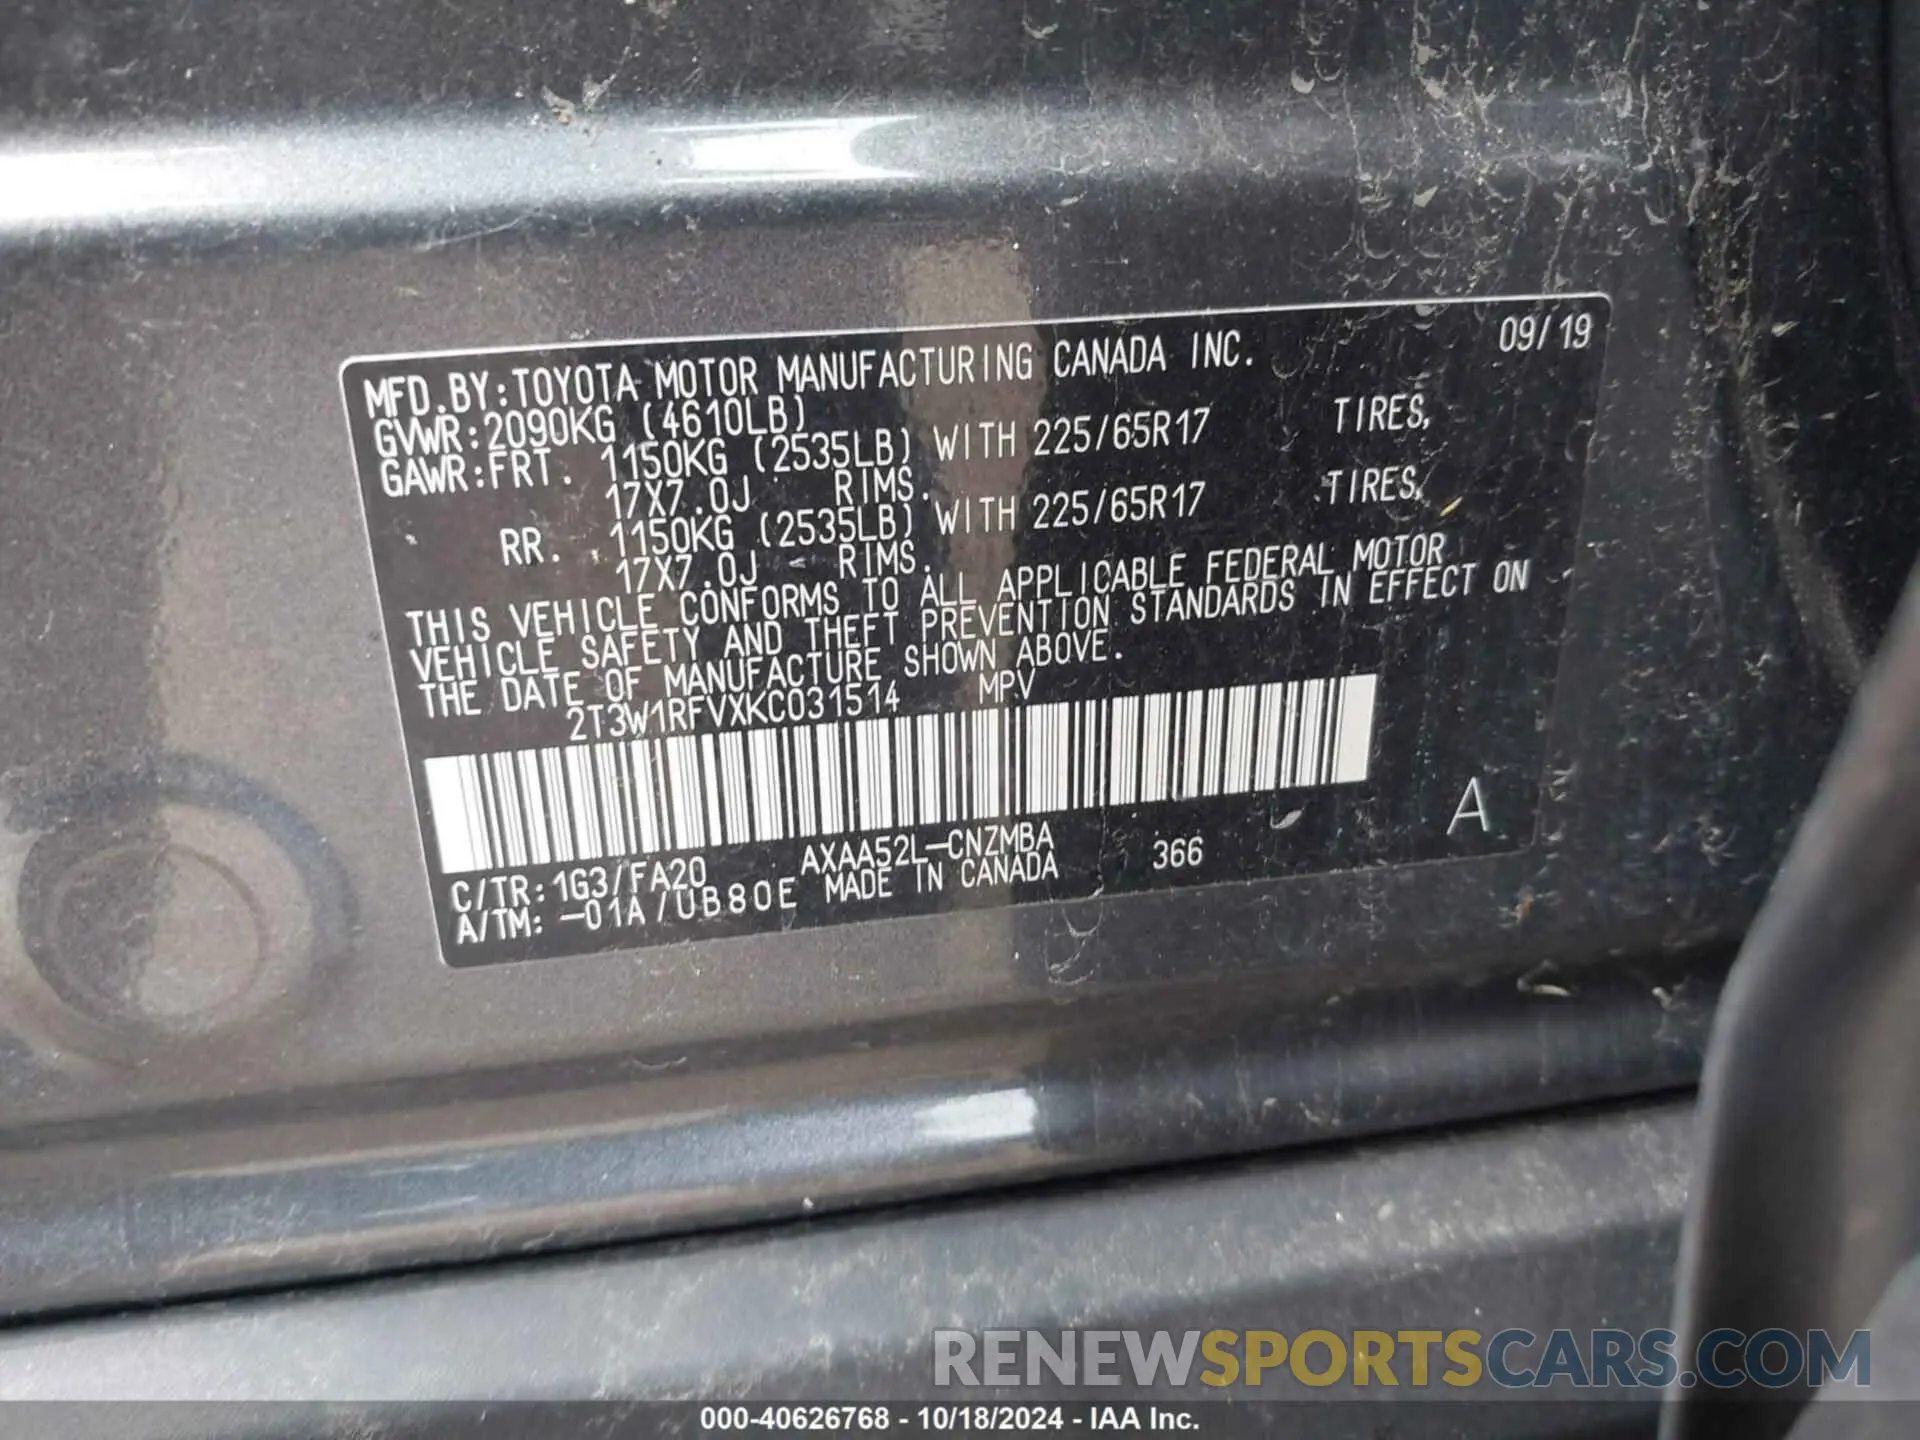 MFD.BY:TOYOTA MOTOR MANUFACTURING CANADA INC. 09/19
GVWR:2090KG (4610LB)
GAWR:FRT. 1150KG (2535LB) WITH 225/65R17 TIRES,
17X7.0J RIMS.
RR. 1150KG (2535LB) WITH 225/65R17 TIRES,
17X7.0J RIMS.
THIS VEHICLE CONFORMS TO ALL APPLICABLE FEDERAL MOTOR
VEHICLE SAFETY AND THEFT PREVENTION STANDARDS IN EFFECT ON
THE DATE OF MANUFACTURE SHOWN ABOVE.
2T3W1RFVXKC031514 MPV
A
C/TR:1G3/FA20 AXAA52L-CNZMBA 366
A/TM:-01A/UB80E MADE IN CANADA
RENEWSPORTSCARS.COM
000-40626768 - 10/18/2024 - IAA Inc.